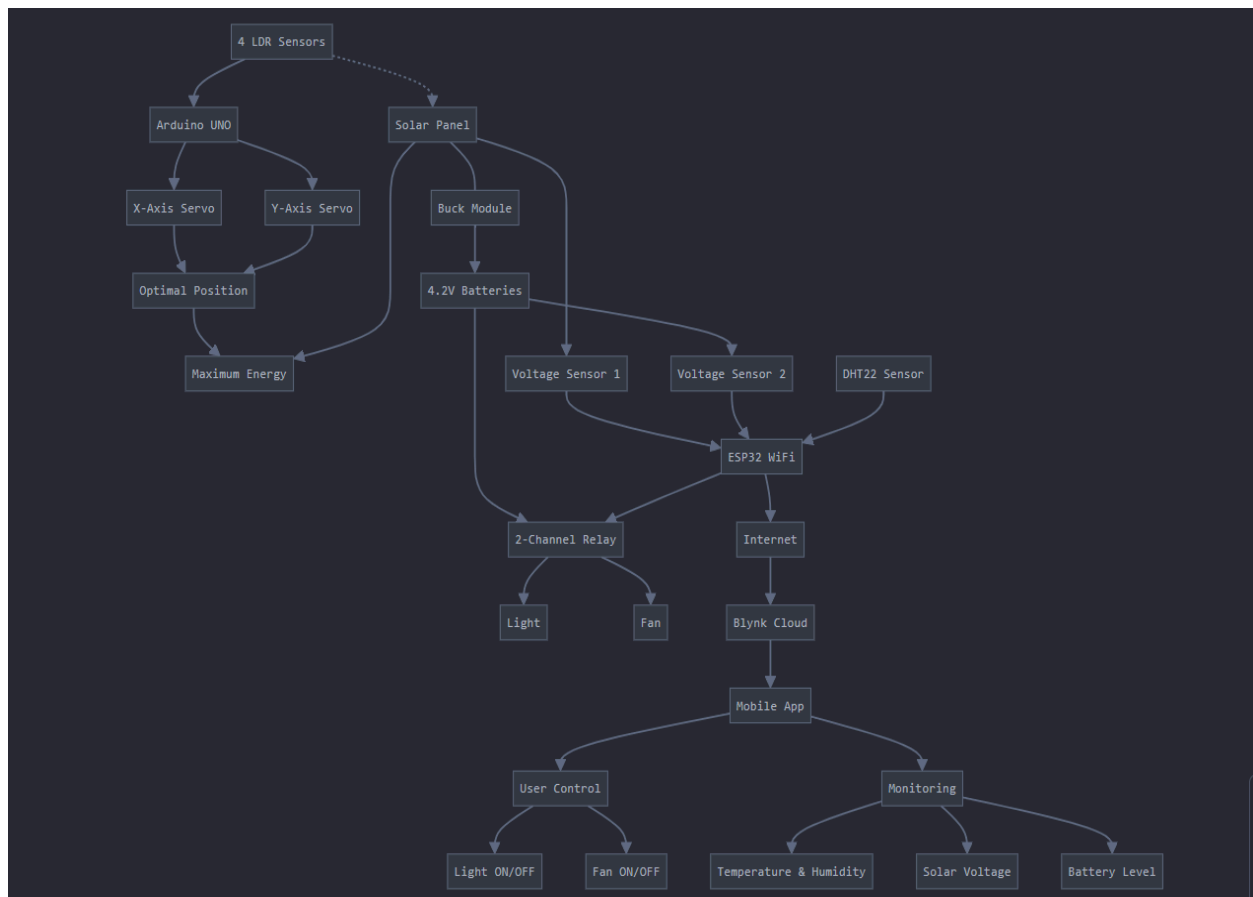 4 LDR Sensors
Arduino UNO
Solar Panel
X-Axis Servo
Y-Axis Servo
Buck Module
Optimal Position
4.2V Batteries
Maximum Energy
Voltage Sensor 1
Voltage Sensor 2
DHT22 Sensor
ESP32 WiFi
2-Channel Relay
Internet
Light
Fan
Blynk Cloud
Mobile App
User Control
Monitoring
Light ON/OFF
Fan ON/OFF
Temperature & Humidity
Solar Voltage
Battery Level